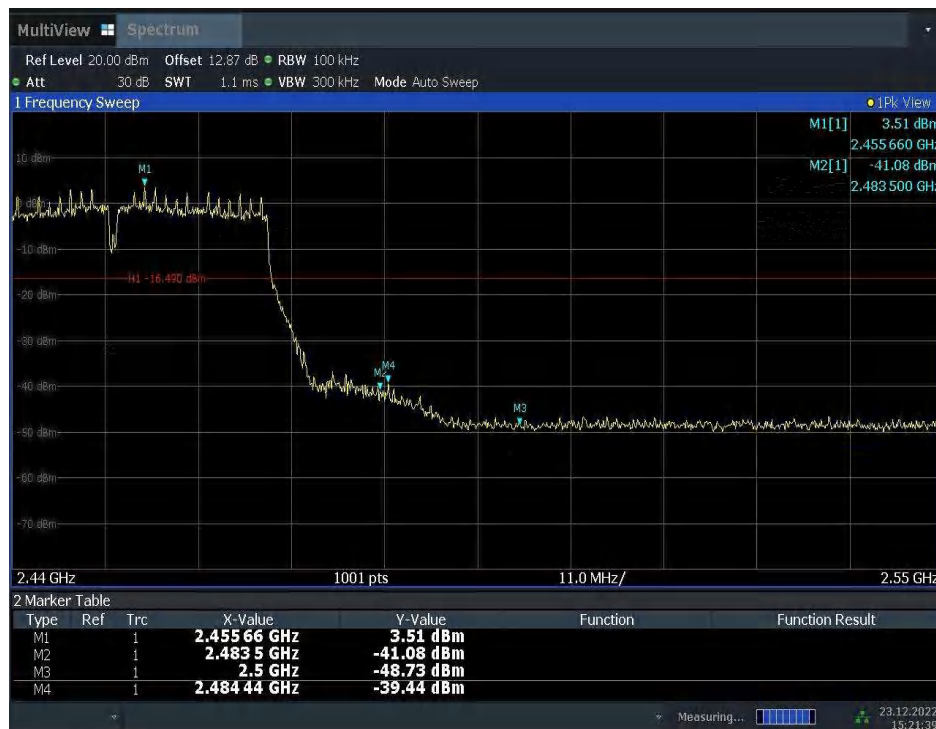 MultiView Spectrum
Ref Level 20.00 dBm Offset 12.87 dB RBW 100 kHz
Att 30 dB SWT 1.1 ms VBW 300 kHz Mode Auto Sweep
1 Frequency Sweep 1Pk View
M1[1] 3.51 dBm
2.455660 GHz
M2[1] -41.08 dBm
2.483500 GHz
10 dBm
M1
0 dBm
-10 dBm
H1 -16.490 dBm
-20 dBm
-30 dBm
M2 M4
-40 dBm
M3
-50 dBm
-60 dBm
-70 dBm
2.44 GHz 1001 pts 11.0 MHz/ 2.55 GHz
2 Marker Table
Type Ref Trc X-Value Y-Value Function Function Result
M1 1 2.455 66 GHz 3.51 dBm
M2 1 2.483 5 GHz -41.08 dBm
M3 1 2.5 GHz -48.73 dBm
M4 1 2.484 44 GHz -39.44 dBm
Measuring... 23.12.2022
15:21:39